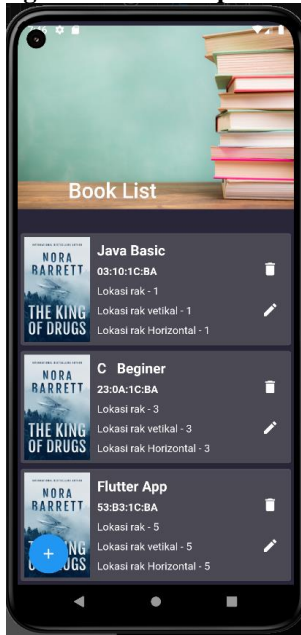 7:46
Book List
Java Basic
03:10:1C:BA
Lokasi rak - 1
Lokasi rak vetikal - 1
Lokasi rak Horizontal - 1
NORA
BARRETT
THE KING
OF DRUGS
C Beginer
23:0A:1C:BA
Lokasi rak - 3
Lokasi rak vetikal - 3
Lokasi rak Horizontal - 3
NORA
BARRETT
THE KING
OF DRUGS
Flutter App
53:B3:1C:BA
Lokasi rak - 5
Lokasi rak vetikal - 5
Lokasi rak Horizontal - 5
NORA
BARRETT